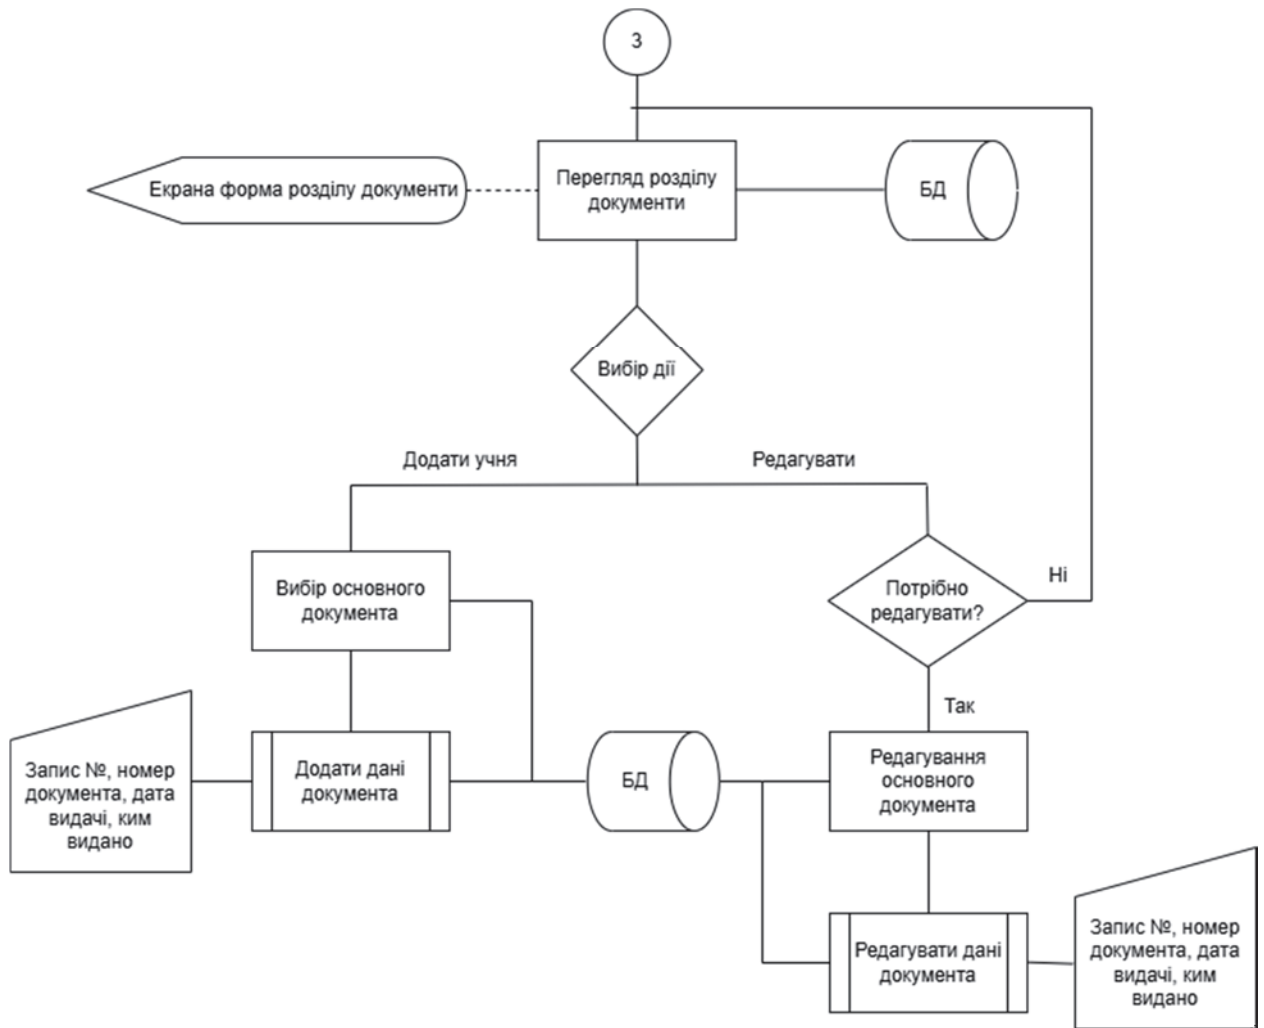 3
Екрана форма розділу документи
Перегляд розділу
документи
БД
Вибір дії
Додати учня
Редагувати
Вибір основного
документа
Потрібно
редагувати?
Ні
Так
Запис №, номер
документа, дата
видачі, ким
видано
Додати дані
документа
БД
Редагування
основного
документа
Редагувати дані
документа
Запис №, номер
документа, дата
видачі, ким
видано